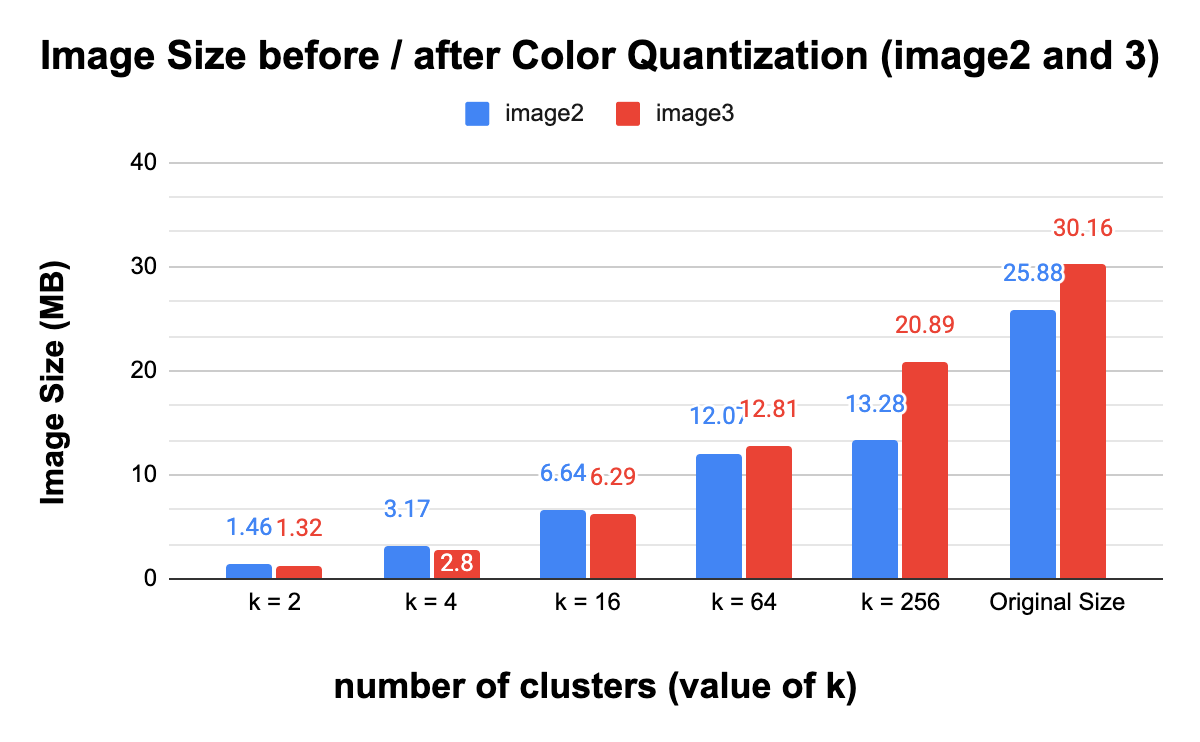 Image Size before / after Color Quantization (image2 and 3)
image2 image3
Image Size (MB)
40
30
20
10
0
1.46 1.32
3.17 2.8
6.64 6.29
12.07 12.81
13.28 20.89
25.88 30.16
k = 2 k = 4 k = 16 k = 64 k = 256 Original Size
number of clusters (value of k)